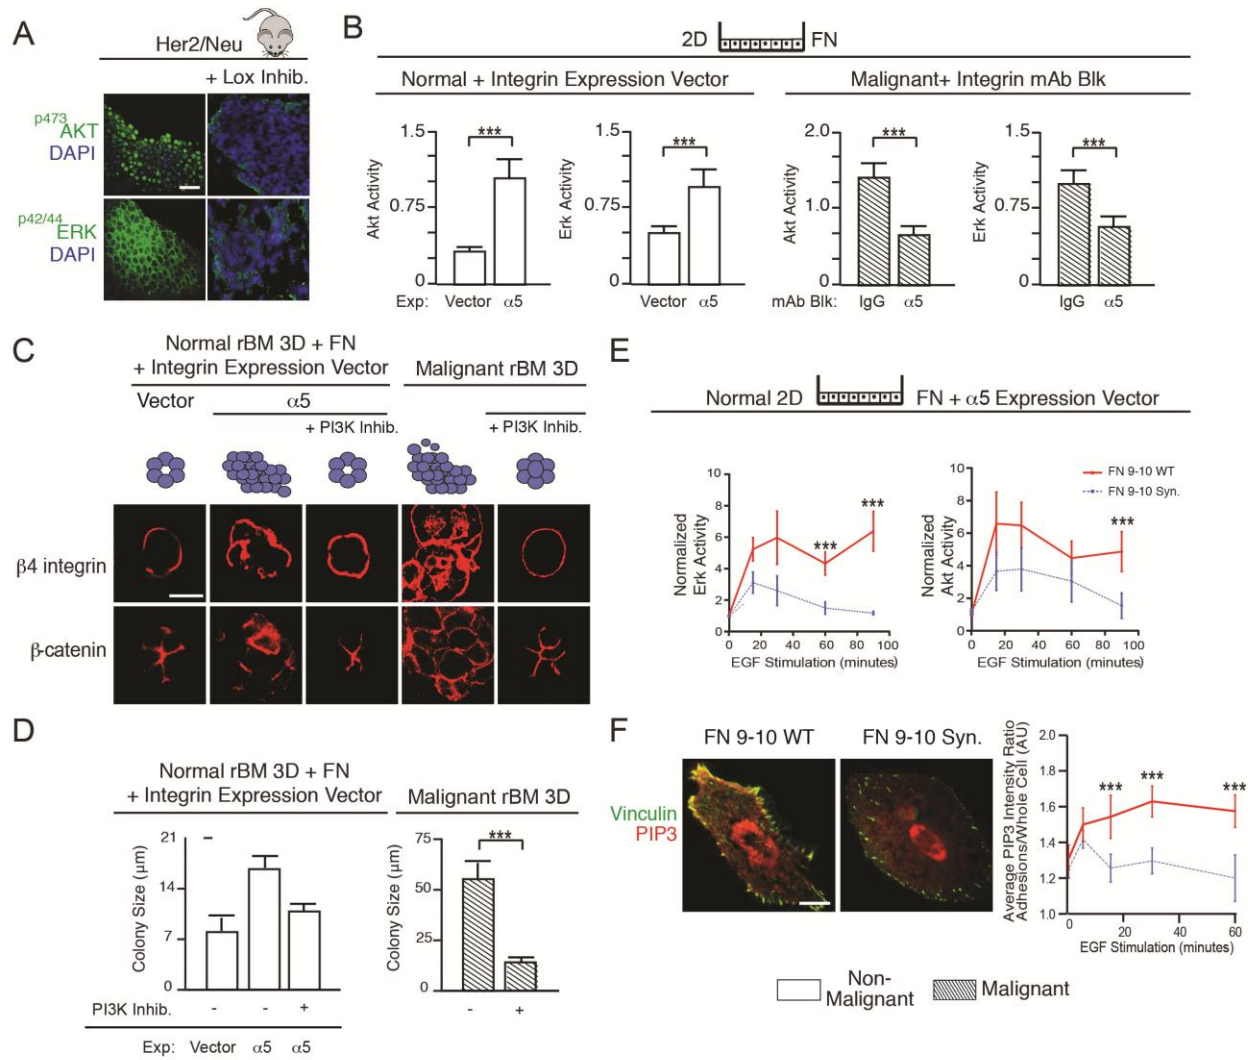 A
Her2/Neu
+ Lox Inhib.
p473 AKT
DAPI
p42/44 ERK
DAPI
B
2D FN
Normal + Integrin Expression Vector
Malignant+ Integrin mAb Blk
1.5
0.75
0
Akt Activity
***
Exp: Vector α5
1.5
0.75
0
Erk Activity
***
Vector α5
2.0
1.0
0
Akt Activity
***
mAb Blk: IgG α5
1.5
0.75
0
Erk Activity
***
IgG α5
C
Normal rBM 3D + FN
+ Integrin Expression Vector
Malignant rBM 3D
Vector
α5
+ PI3K Inhib.
+ PI3K Inhib.
β4 integrin
β-catenin
D
Normal rBM 3D + FN
+ Integrin Expression Vector
Malignant rBM 3D
21
14
7
0
Colony Size (μm)
75
50
25
0
Colony Size (μm)
***
PI3K Inhib. - - + - +
Exp: Vector α5 α5
E
Normal 2D FN + α5 Expression Vector
10
8
6
4
2
0
Normalized
Erk Activity
*** ***
0 20 40 60 80 100
EGF Stimulation (minutes)
10
8
6
4
2
0
Normalized
Akt Activity
***
FN 9-10 WT
FN 9-10 Syn.
0 20 40 60 80 100
EGF Stimulation (minutes)
F
FN 9-10 WT FN 9-10 Syn.
Vinculin
PIP3
Average PIP3 Intensity Ratio
Adhesions/Whole Cell (AU)
2.0
1.8
1.6
1.4
1.2
1.0
*** *** ***
0 20 40 60
EGF Stimulation (minutes)
Non-
Malignant
Malignant